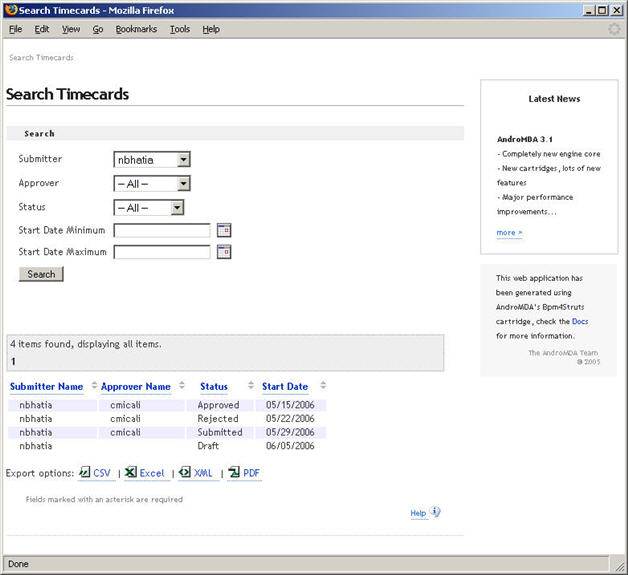 Search Timecards - Mozilla Firefox
File Edit View Go Bookmarks Tools Help
Search Timecards
Search Timecards
Search
Submitter nbhatia
Approver -- All --
Status -- All --
Start Date Minimum
Start Date Maximum
Search
4 items found, displaying all items.
1
Submitter Name Approver Name Status Start Date
nbhatia cmicali Approved 05/15/2006
nbhatia cmicali Rejected 05/22/2006
nbhatia cmicali Submitted 05/29/2006
nbhatia Draft 06/05/2006
Export options: CSV | Excel | XML | PDF
Fields marked with an asterisk are required
Help
Latest News
AndroMDA 3.1
- Completely new engine core
- New cartridges, lots of new
features
- Major performance
improvements...
more »
This web application has
been generated using
AndroMDA's Bpm4Struts
cartridge, check the Docs
for more information.
The AndroMDA Team
© 2005
Done